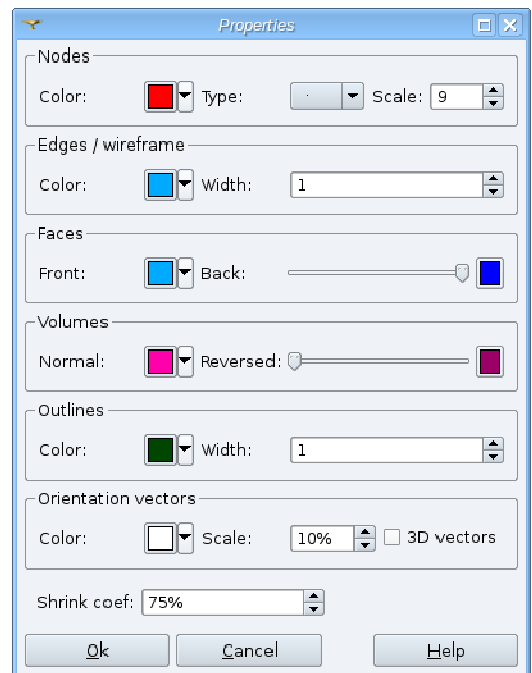 Properties
Nodes
Color: Type: Scale: 9
Edges / wireframe
Color: Width: 1
Faces
Front: Back:
Volumes
Normal: Reversed:
Outlines
Color: Width: 1
Orientation vectors
Color: Scale: 10% 3D vectors
Shrink coef: 75%
Ok Cancel Help